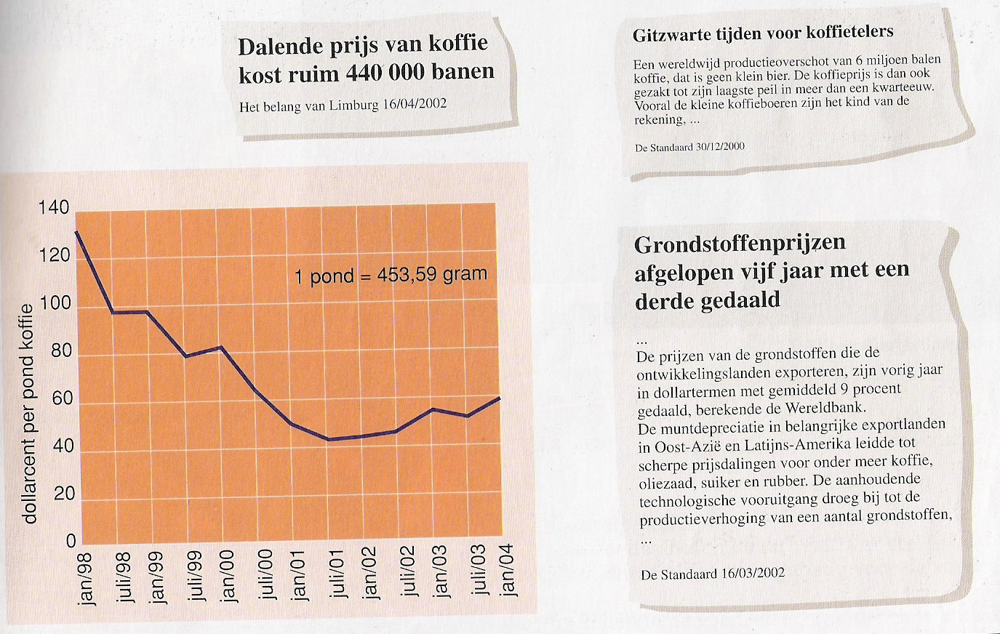 Dalende prijs van koffie
kost ruim 440 000 banen
Het belang van Limburg 16/04/2002
Gitzwarte tijden voor koffietelers
Een wereldwijd productieoverschot van 6 miljoen balen
koffie, dat is geen klein bier. De koffieprijs is dan ook
gezakt tot zijn laagste peil in meer dan een kwarteeuw.
Vooral de kleine koffieboeren zijn het kind van de
rekening, ...
De Standaard 30/12/2000
dollarcent per pond koffie
140
120
100
80
60
40
20
0
1 pond = 453,59 gram
jan/98
juli/98
jan/99
juli/99
jan/00
juli/00
jan/01
juli/01
jan/02
juli/02
jan/03
juli/03
jan/04
Grondstoffenprijzen
afgelopen vijf jaar met een
derde gedaald
...
De prijzen van de grondstoffen die de
ontwikkelingslanden exporteren, zijn vorig jaar
in dollartermen met gemiddeld 9 procent
gedaald, berekende de Wereldbank.
De muntdepreciatie in belangrijke exportlanden
in Oost-Azië en Latijns-Amerika leidde tot
scherpe prijsdalingen voor onder meer koffie,
oliezaad, suiker en rubber. De aanhoudende
technologische vooruitgang droeg bij tot de
productieverhoging van een aantal grondstoffen,
...
De Standaard 16/03/2002